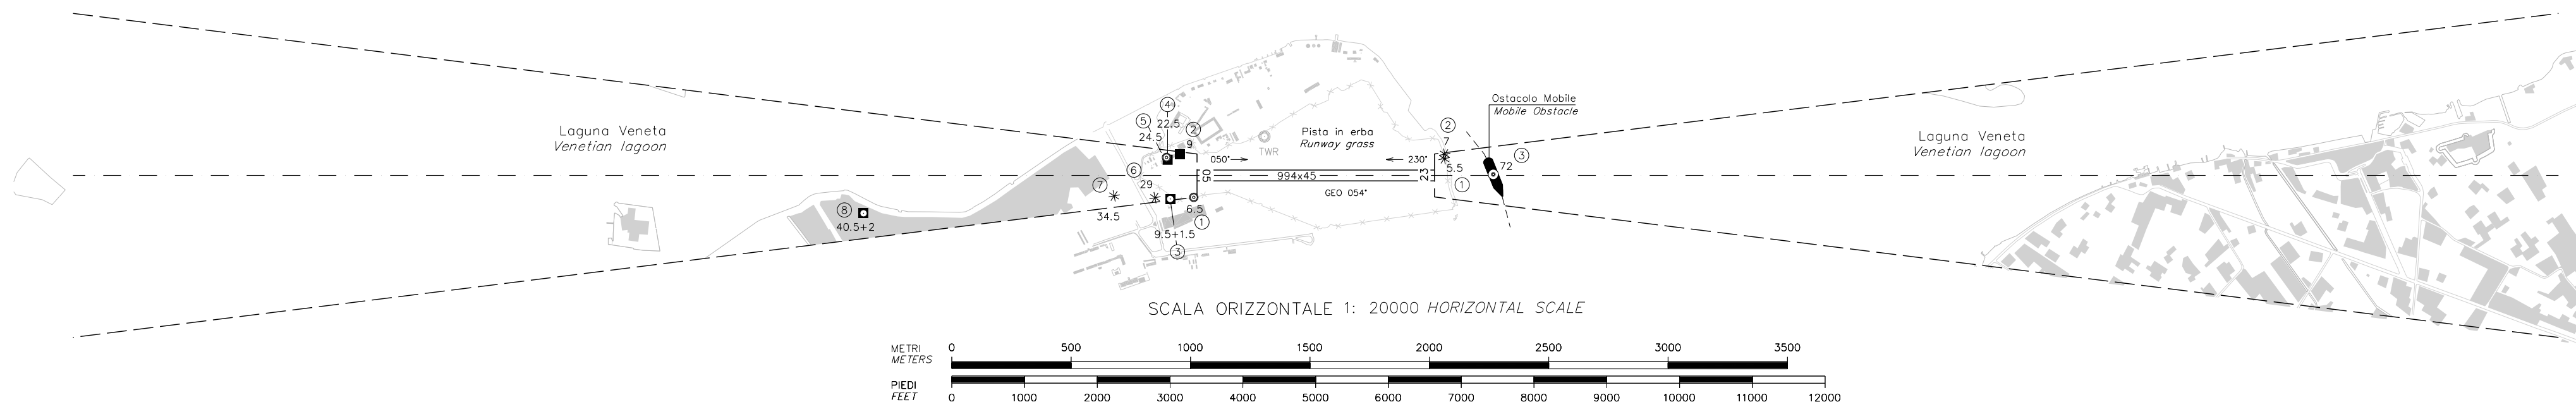 Laguna Veneta
Venetian lagoon
4
5
22.5
2
24.5
9
TWR
Pista in erba
Runway grass
2
7
Ostacolo Mobile
Mobile Obstacle
Laguna Veneta
Venetian lagoon
050°
230°
5.5
72
3
6
7
29
05
994x45
23
1
GEO 054°
34.5
8
40.5+2
6.5
1
9.5+1.5
3
SCALA ORIZZONTALE 1: 20000 HORIZONTAL SCALE
METRI
METERS
0 500 1000 1500 2000 2500 3000 3500
PIEDI
FEET
0 1000 2000 3000 4000 5000 6000 7000 8000 9000 10000 11000 12000